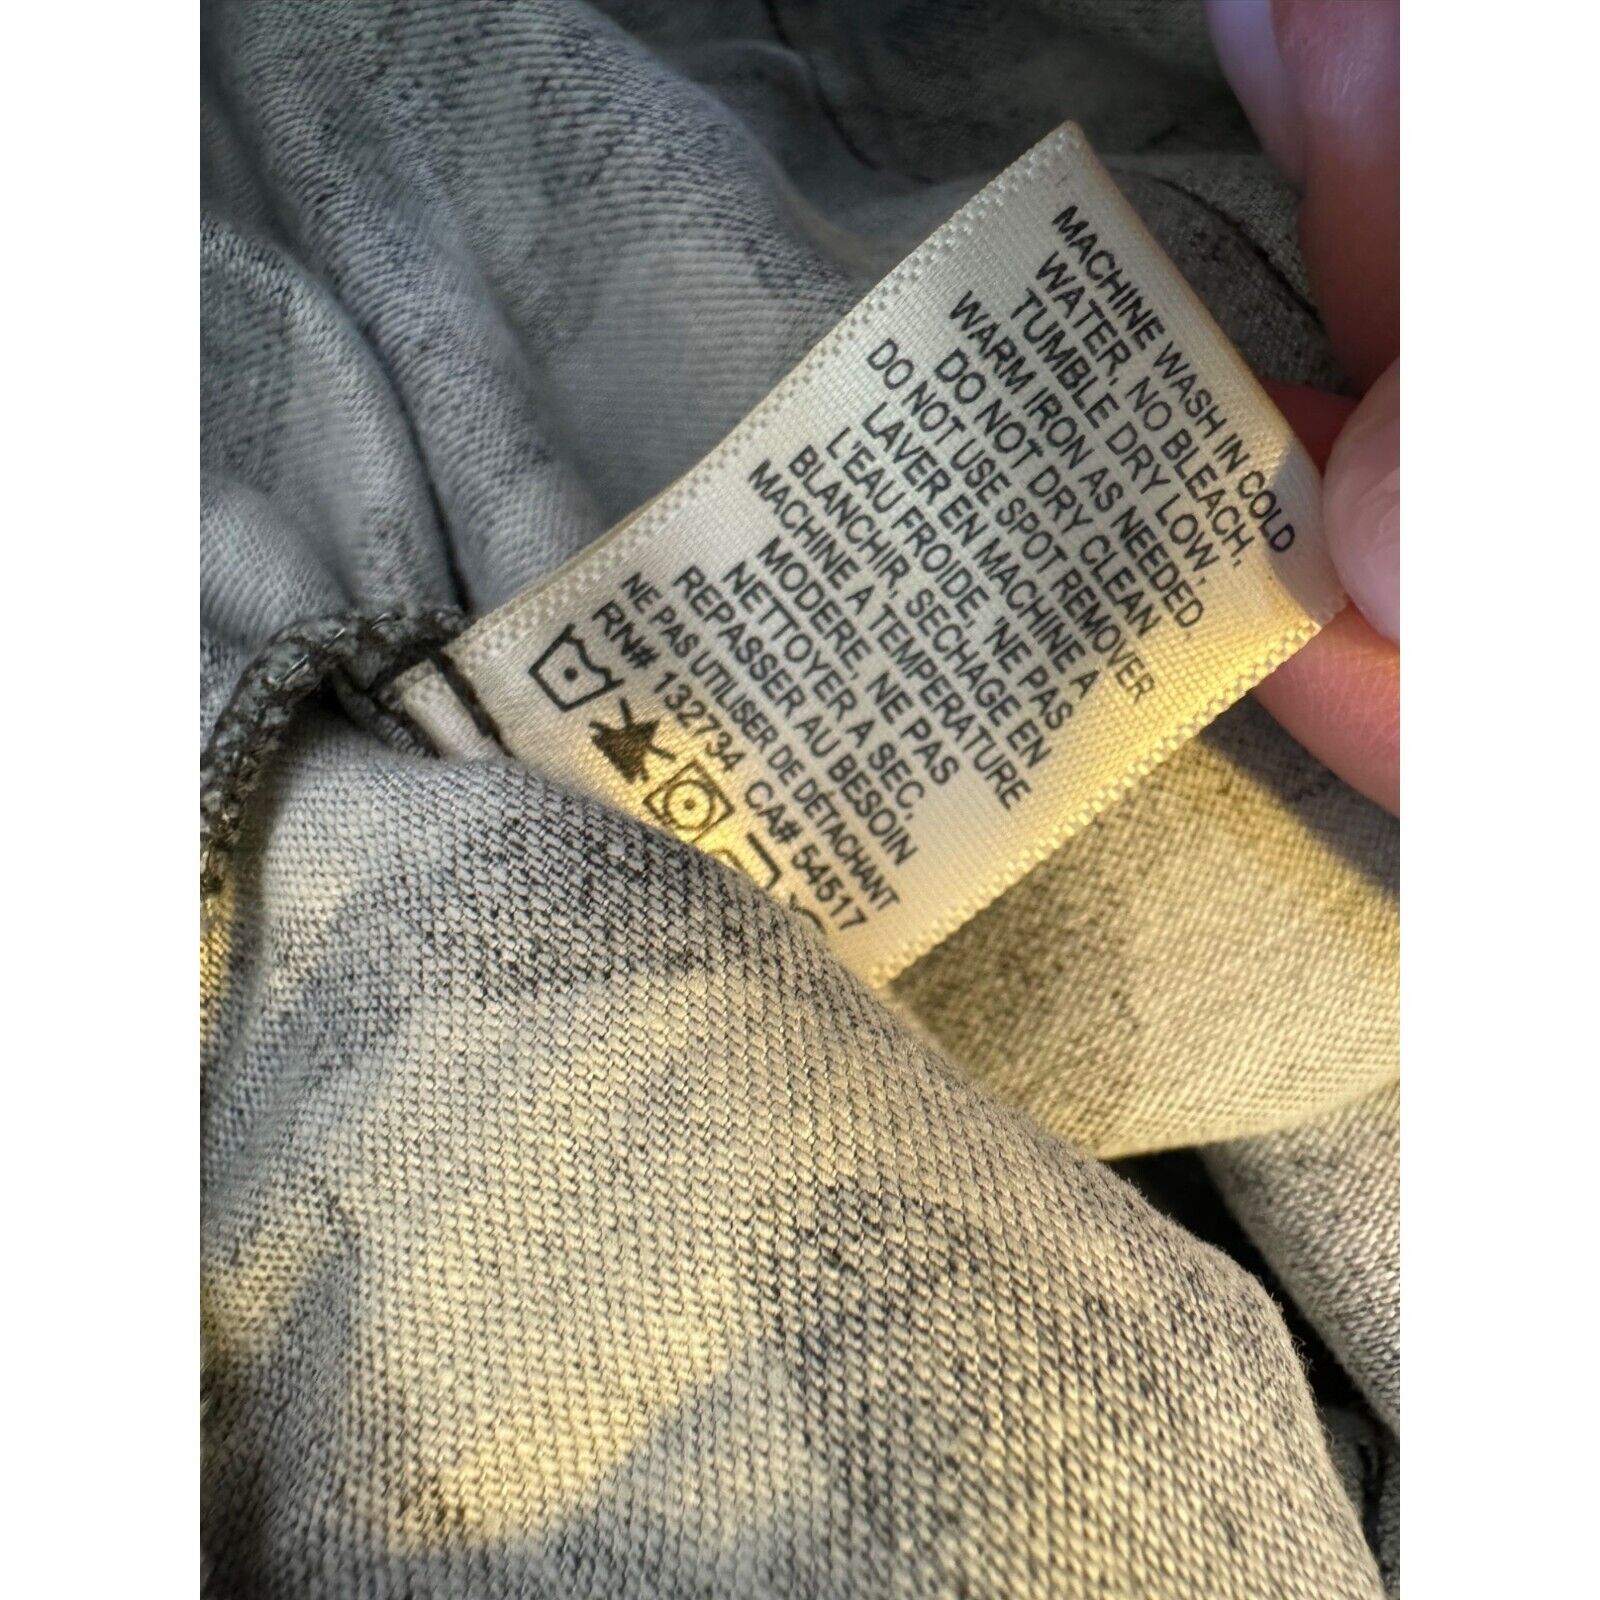 MACHINE WASH IN COLD
WATER, NO BLEACH.
TUMBLE DRY LOW,
WARM IRON AS NEEDED.
DO NOT DRY CLEAN
DO NOT USE SPOT REMOVER
LAVER EN MACHINE A
L'EAU FROIDE, 'NE PAS
BLANCHIR, SECHAGE EN
MACHINE A TEMPERATURE
MODERE, NE PAS
NETTOYER A SEC,
REPASSER AU BESOIN
NE PAS UTILISER DE DÉTACHANT
RN# 132734 CA# 54517